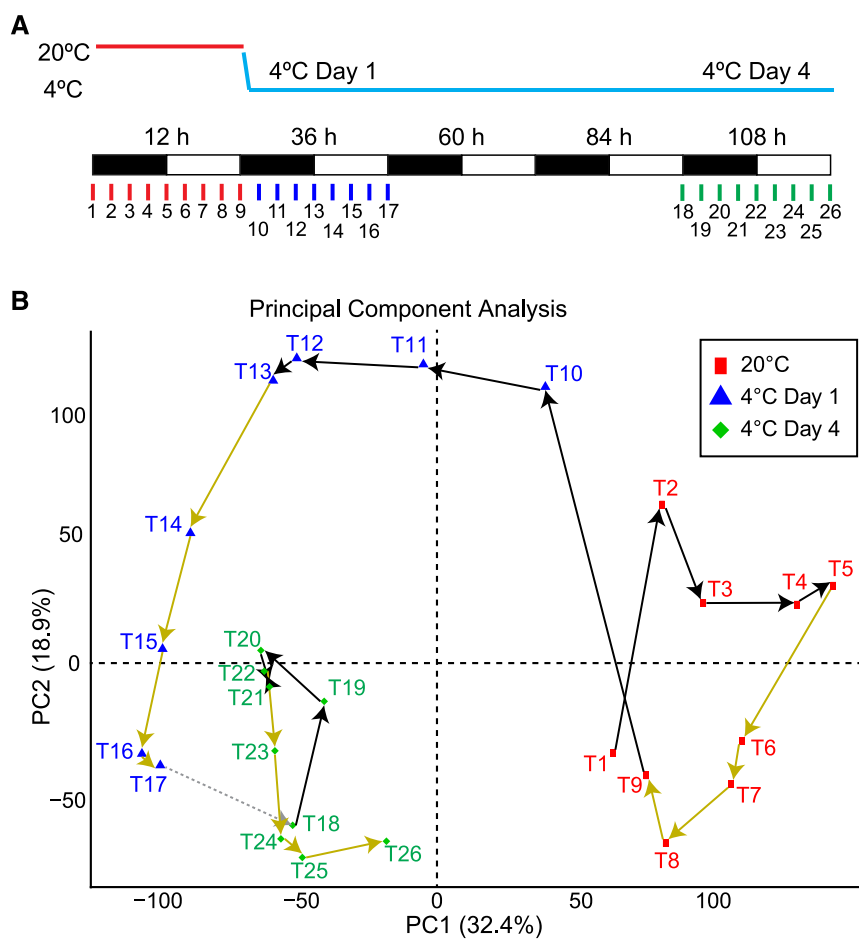 A
20ºC
4ºC
4ºC Day 1
4ºC Day 4
12 h
36 h
60 h
84 h
108 h
1 2 3 4 5 6 7 8 9 10 11 12 13 14 15 16 17
18 19 20 21 22 23 24 25 26
B
Principal Component Analysis
20°C
4°C Day 1
4°C Day 4
PC2 (18.9%)
100
50
0
−50
T12
T11
T13
T10
T14
T2
T5
T4
T3
T15
T20
T22
T21
T19
T16
T17
T23
T1
T9
T6
T7
T18
T24
T25
T26
T8
−100
−50
0
50
100
PC1 (32.4%)